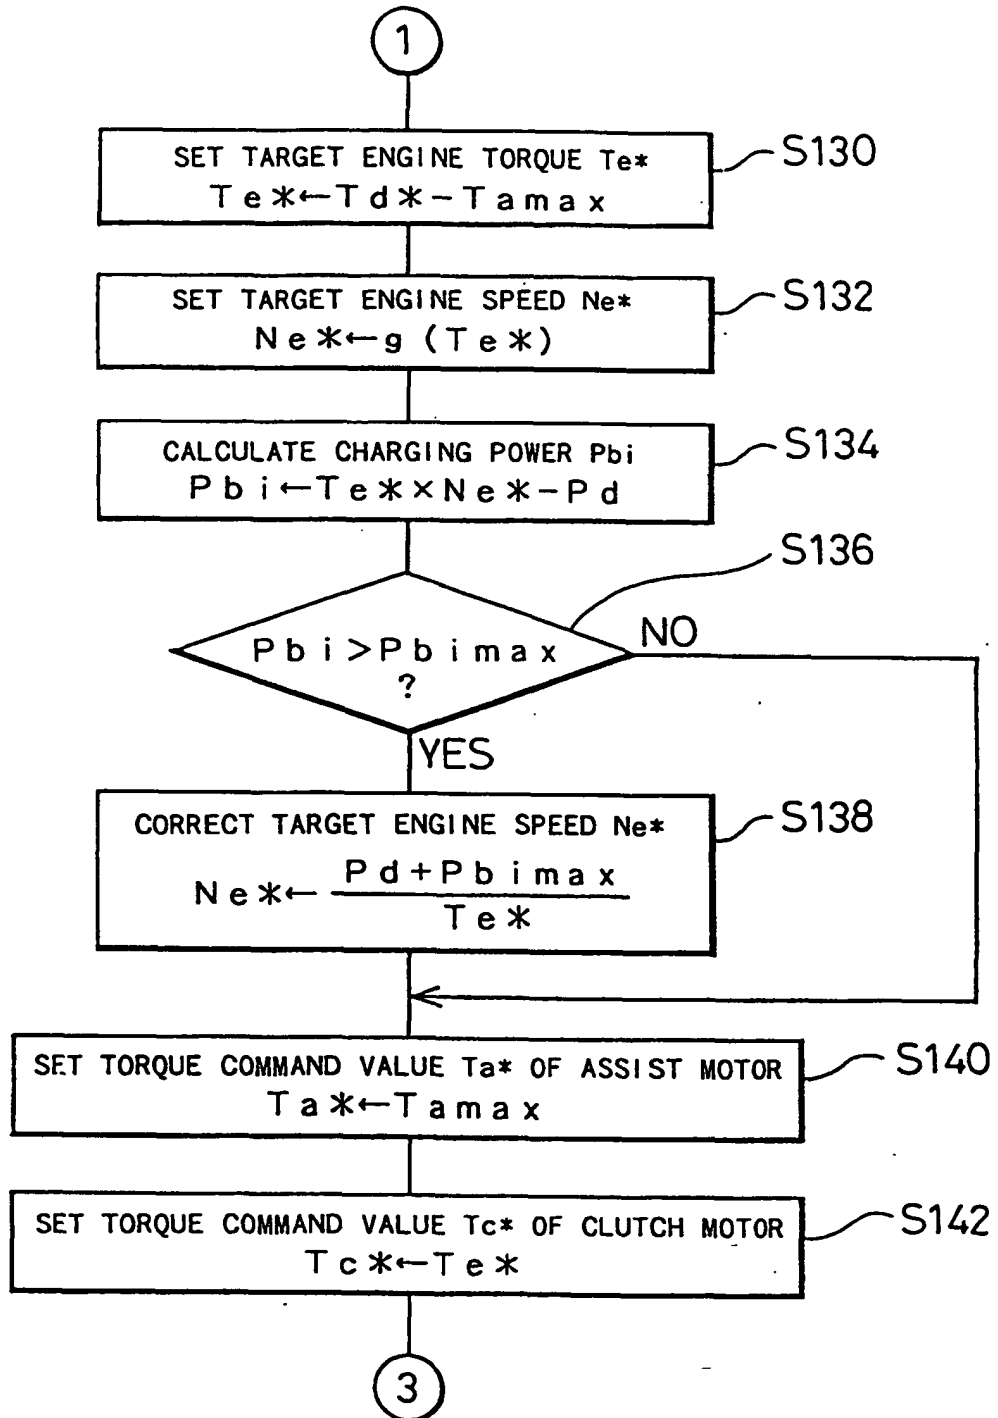 1
SET TARGET ENGINE TORQUE Te*
Te*←Td*-Tamax
S130
SET TARGET ENGINE SPEED Ne*
Ne*←g (Te*)
S132
CALCULATE CHARGING POWER Pbi
Pbi←Te*×Ne*-Pd
S134
S136
Pbi>Pbimax
?
NO
YES
CORRECT TARGET ENGINE SPEED Ne*
S138
Pd+Pbimax
Ne*←
Te*
SET TORQUE COMMAND VALUE Ta* OF ASSIST MOTOR
Ta*←Tamax
S140
SET TORQUE COMMAND VALUE Tc* OF CLUTCH MOTOR
Tc*←Te*
S142
3